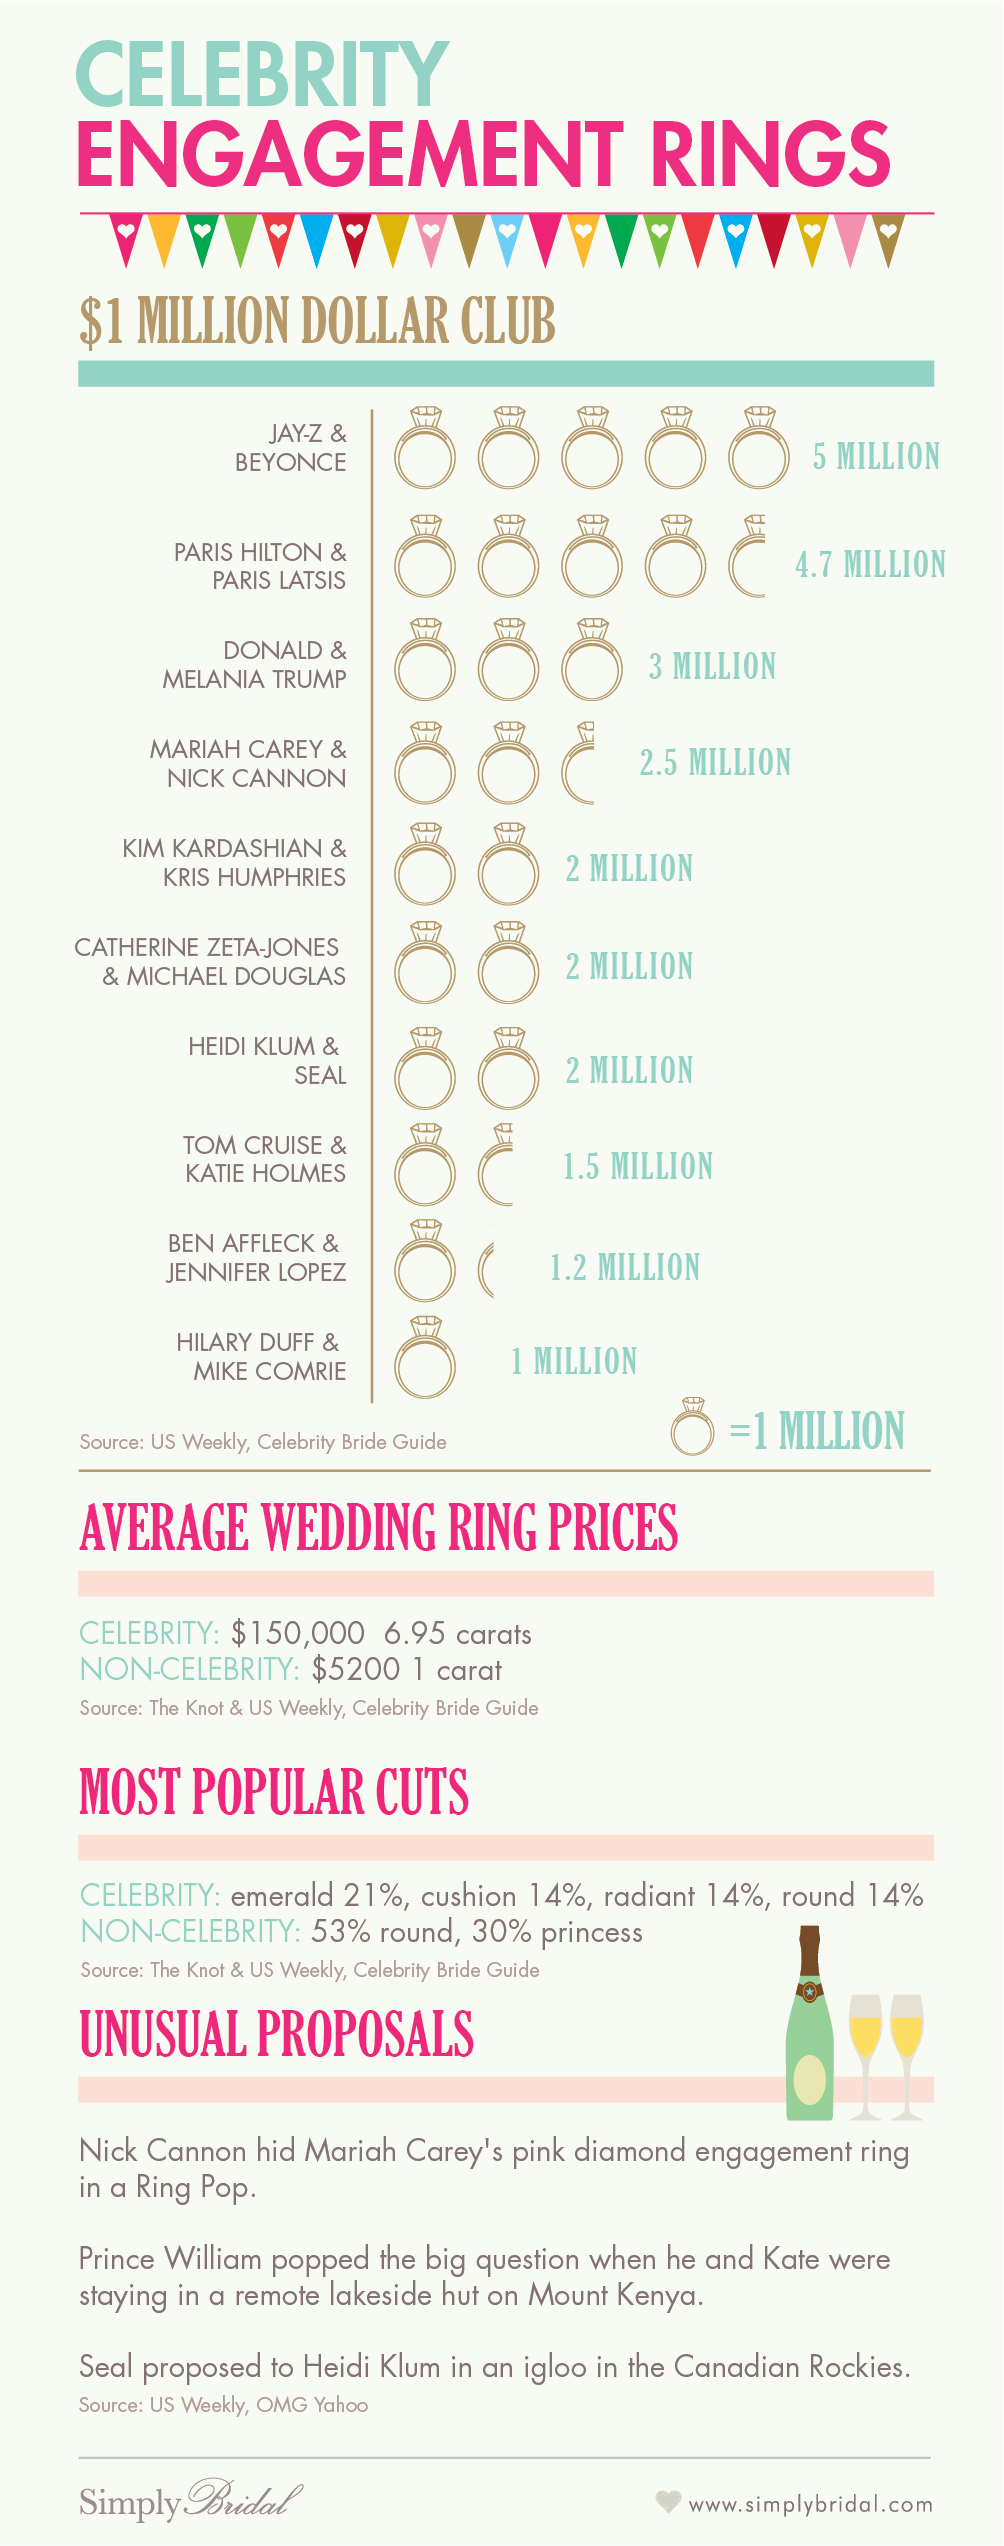 CELEBRITY
ENGAGEMENT RINGS
$1 MILLION DOLLAR CLUB
JAY-Z &
BEYONCE
5 MILLION
PARIS HILTON &
PARIS LATSIS
4.7 MILLION
DONALD &
MELANIA TRUMP
3 MILLION
MARIAH CAREY &
NICK CANNON
2.5 MILLION
KIM KARDASHIAN &
KRIS HUMPHRIES
2 MILLION
CATHERINE ZETA-JONES
& MICHAEL DOUGLAS
2 MILLION
HEIDI KLUM &
SEAL
2 MILLION
TOM CRUISE &
KATIE HOLMES
1.5 MILLION
BEN AFFLECK &
JENNIFER LOPEZ
1.2 MILLION
HILARY DUFF &
MIKE COMRIE
1 MILLION
=1 MILLION
Source: US Weekly, Celebrity Bride Guide
AVERAGE WEDDING RING PRICES
CELEBRITY: $150,000 6.95 carats
NON-CELEBRITY: $5200 1 carat
Source: The Knot & US Weekly, Celebrity Bride Guide
MOST POPULAR CUTS
CELEBRITY: emerald 21%, cushion 14%, radiant 14%, round 14%
NON-CELEBRITY: 53% round, 30% princess
Source: The Knot & US Weekly, Celebrity Bride Guide
UNUSUAL PROPOSALS
Nick Cannon hid Mariah Carey's pink diamond engagement ring
in a Ring Pop.
Prince William popped the big question when he and Kate were
staying in a remote lakeside hut on Mount Kenya.
Seal proposed to Heidi Klum in an igloo in the Canadian Rockies.
Source: US Weekly, OMG Yahoo
Simply Bridal
www.simplybridal.com